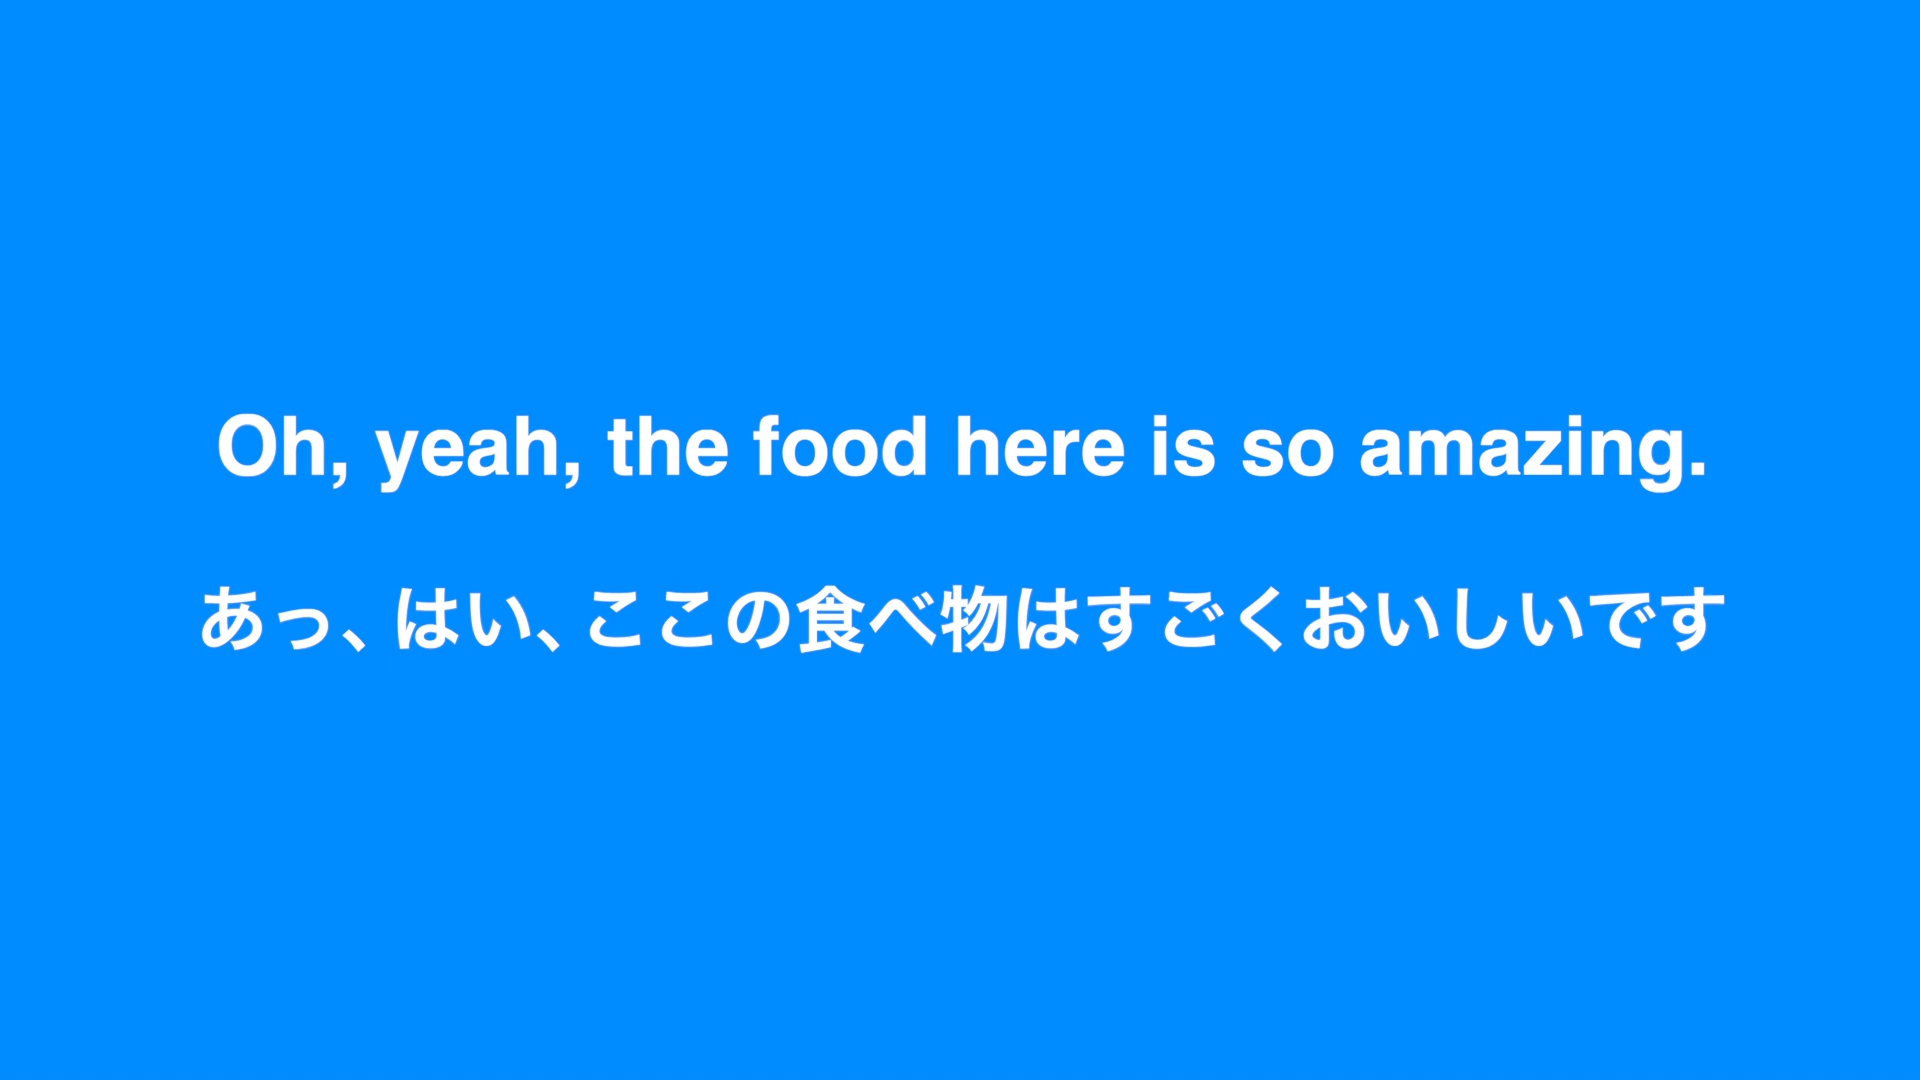 Oh, yeah, the food here is so amazing.
あっ、はい、ここの食べ物はすごくおいしいです